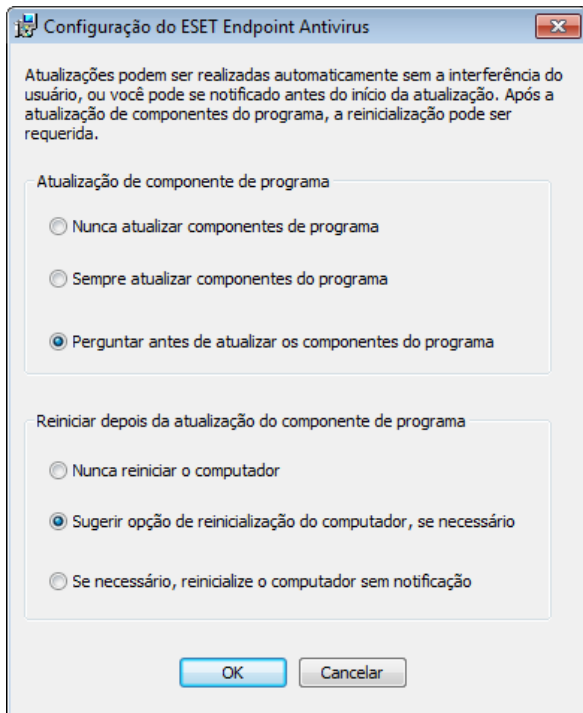 Configuração do ESET Endpoint Antivirus
Atualizações podem ser realizadas automaticamente sem a interferência do
usuário, ou você pode se notificado antes do início da atualização. Após a
atualização de componentes do programa, a reinicialização pode ser
requerida.
Atualização de componente de programa
Nunca atualizar componentes de programa
Sempre atualizar componentes do programa
Perguntar antes de atualizar os componentes do programa
Reiniciar depois da atualização do componente de programa
Nunca reiniciar o computador
Sugerir opção de reinicialização do computador, se necessário
Se necessário, reinicialize o computador sem notificação
OK
Cancelar